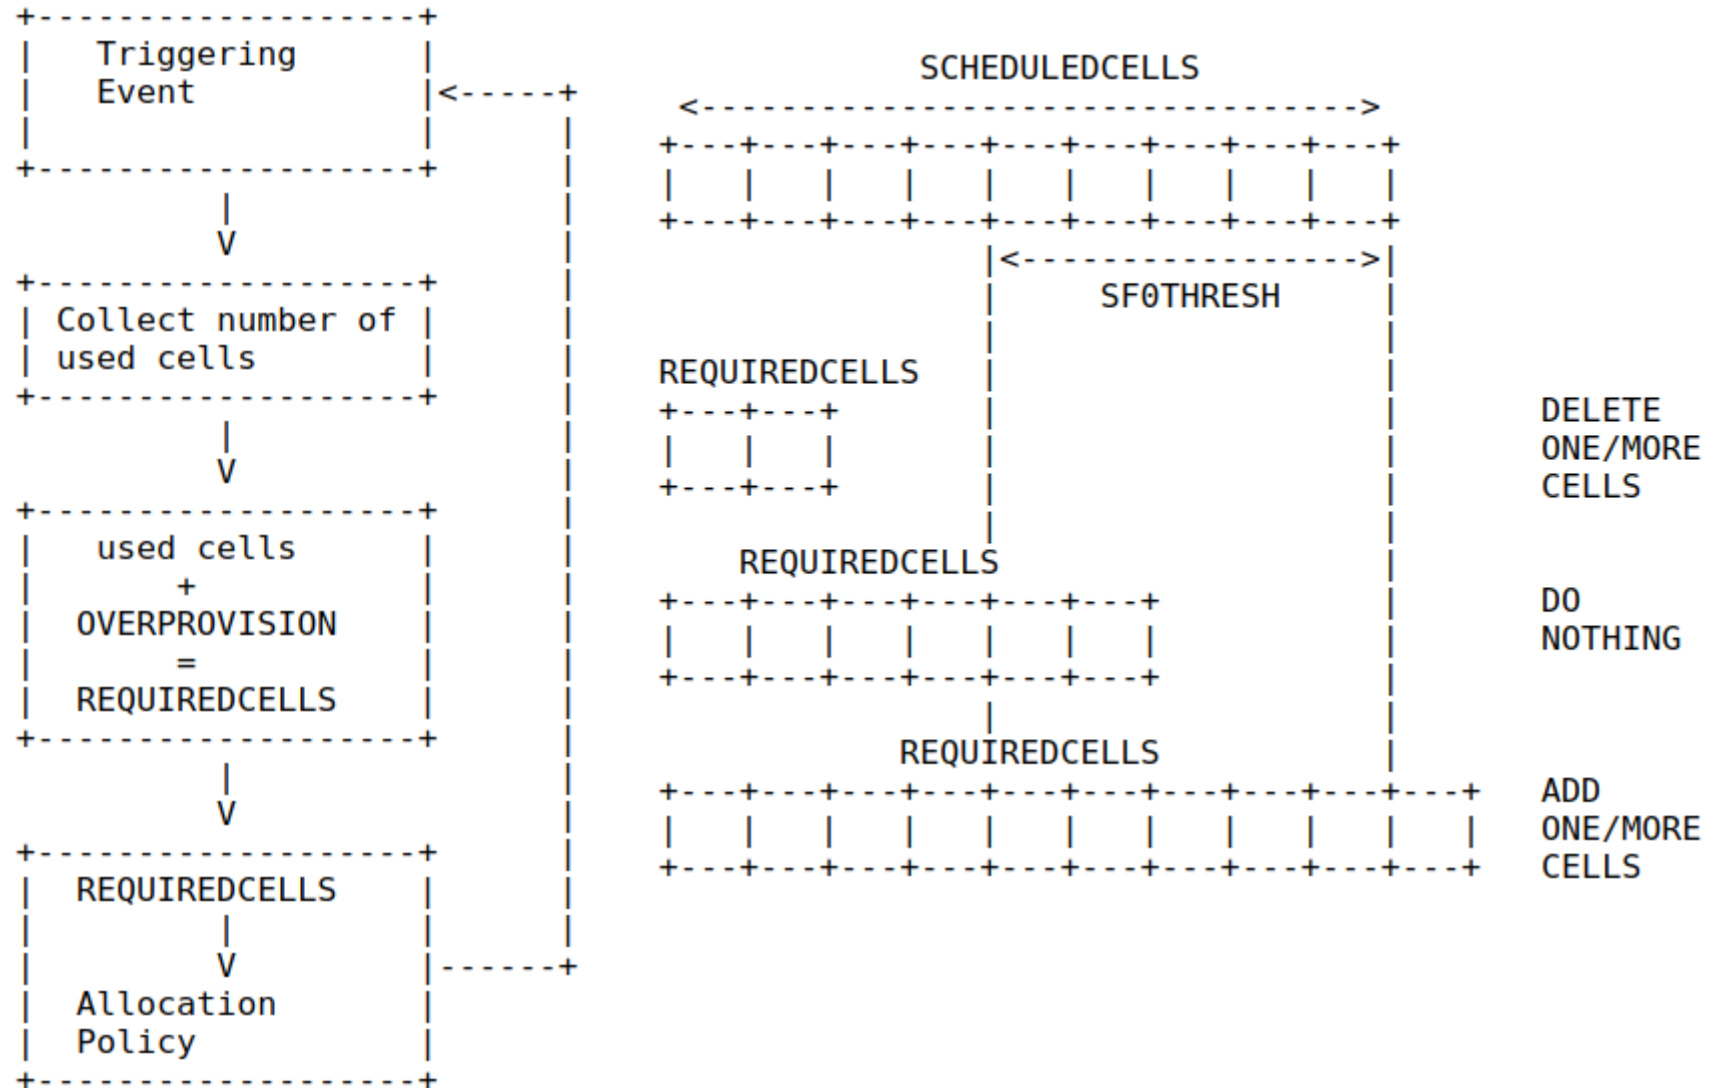 Triggering
Event
Collect number of
used cells
used cells
+
OVERPROVISION
=
REQUIREDCELLS
REQUIREDCELLS
V
Allocation
Policy
SCHEDULEDCELLS
SF0THRESH
REQUIREDCELLS
DELETE
ONE/MORE
CELLS
REQUIREDCELLS
DO
NOTHING
REQUIREDCELLS
ADD
ONE/MORE
CELLS